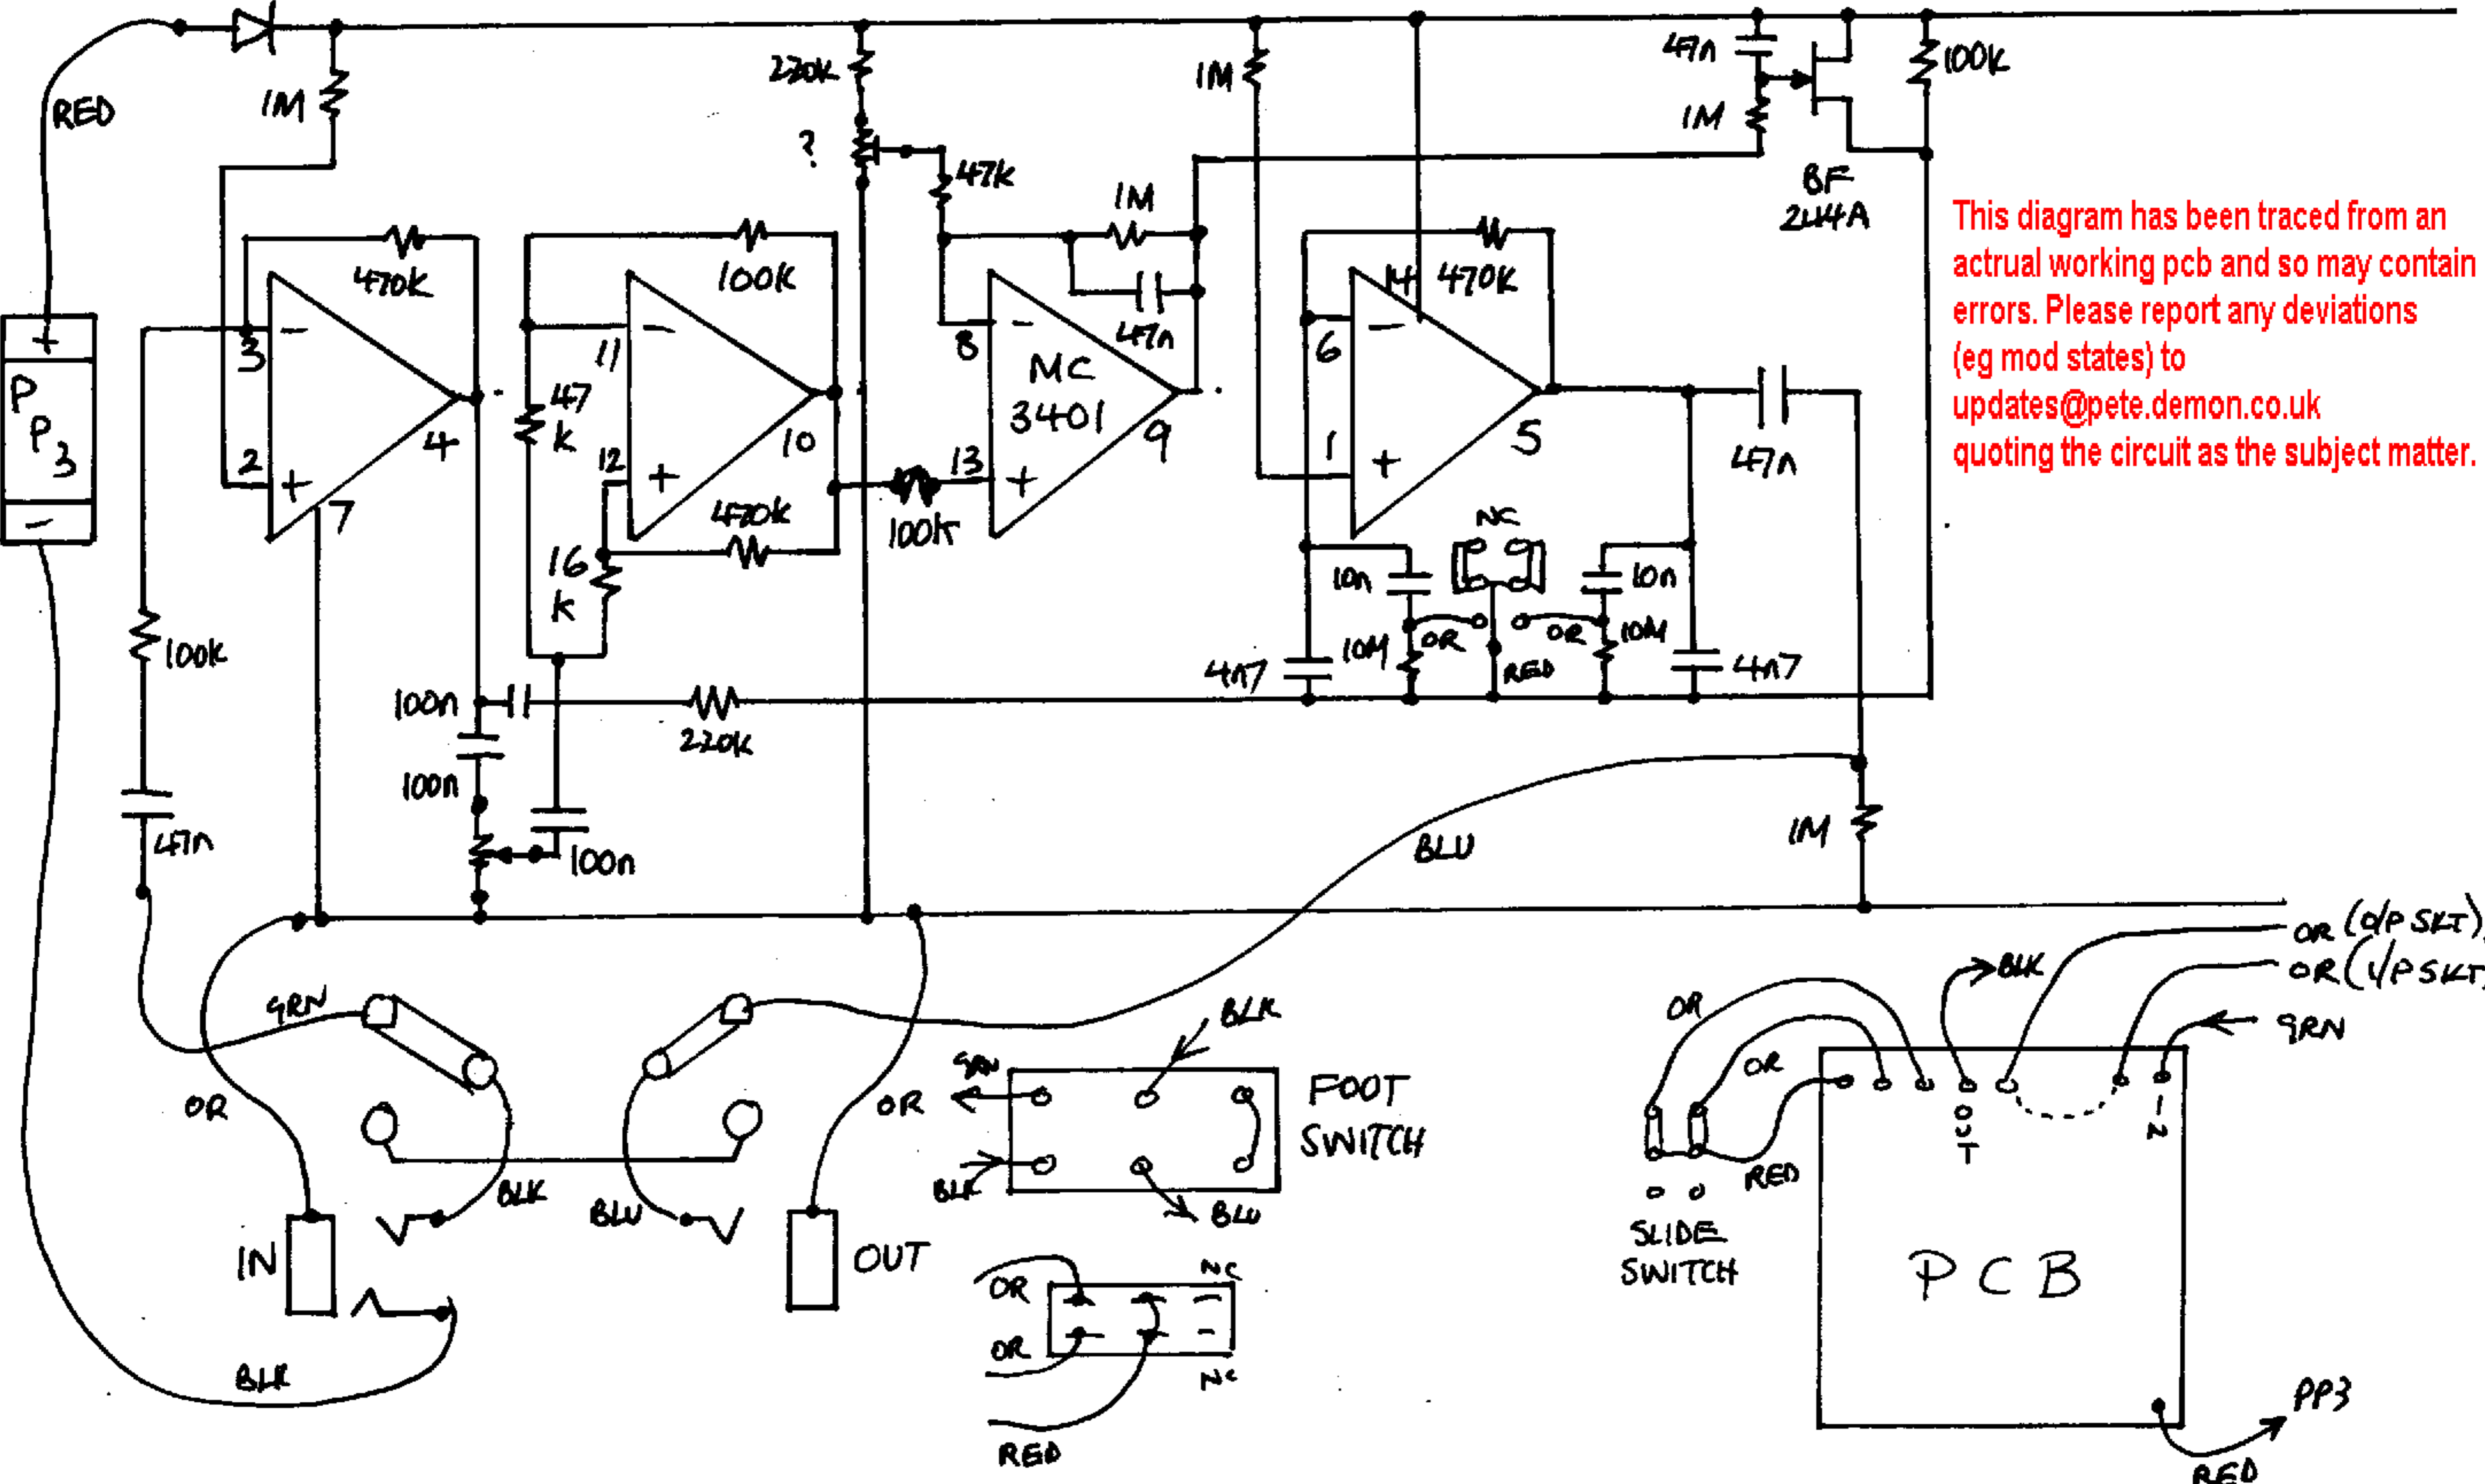 RED
1M
220K
?
47K
1M
47n
1M
47n
1M
100K
BF
244A
This diagram has been traced from an
actrual working pcb and so may contain
errors. Please report any deviations
(eg mod states) to
updates@pete.demon.co.uk
quoting the circuit as the subject matter.
+
PP3
-
470K
-
3
2
+
4
7
100K
-
11
47
K
12
+
10
470K
16
K
100K
-
8
MC
3401
13
+
9
470K
14
-
6
1
+
5
47n
NC
10n
10n
10M
OR
OR
10M
4n7
RED
4n7
100K
47n
100n
220K
100n
100n
BLU
1M
GRN
OR
BLK
BLU
OR
IN
OUT
BLK
GRN
BLK
BLK
BLU
FOOT
SWITCH
OR
OR
NC
NC
RED
OR
OR
RED
SLIDE
SWITCH
BLK
OR (O/P SKT)
OR (I/P SKT)
GRN
OUT
IN
PCB
PP3
RED